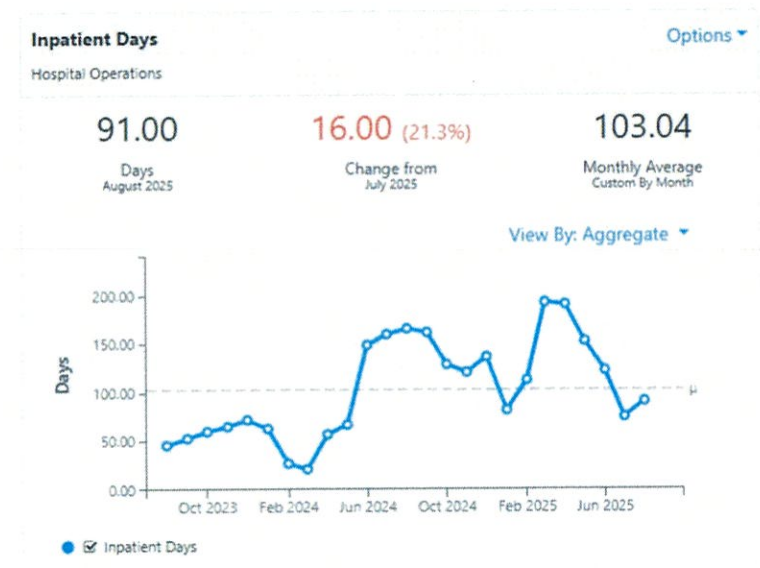 Inpatient Days
Options
Hospital Operations
91.00
16.00 (21.3%)
103.04
Days
August 2025
Change from
July 2025
Monthly Average
Custom By Month
View By: Aggregate
200.00
150.00
100.00
50.00
0.00
Days
μ
Oct 2023 Feb 2024 Jun 2024 Oct 2024 Feb 2025 Jun 2025
Inpatient Days